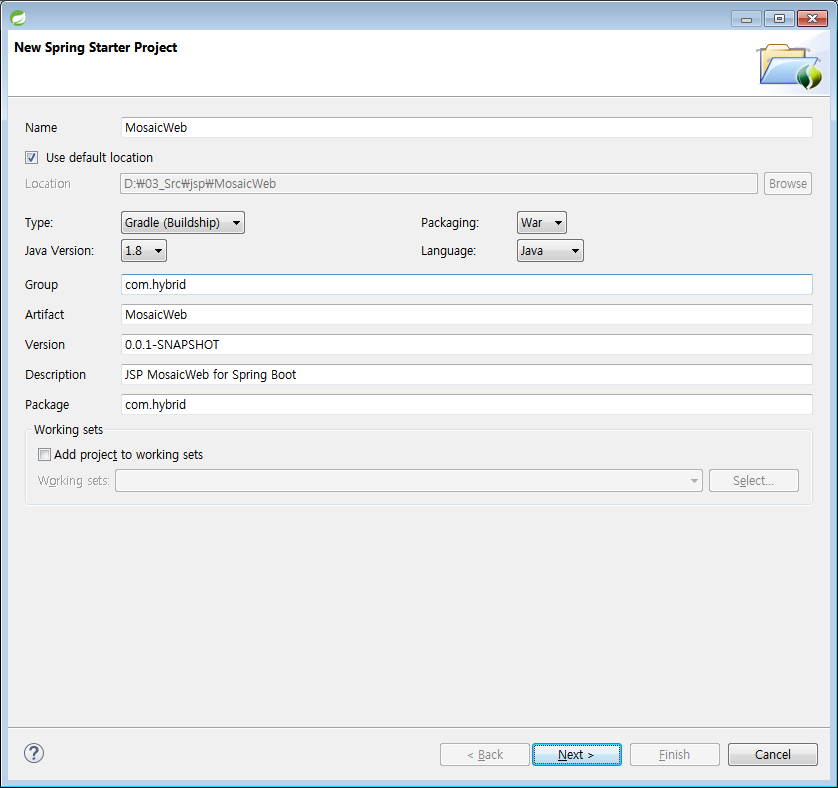 New Spring Starter Project
Name MosaicWeb
Use default location
Location D:₩03_Src₩jsp₩MosaicWeb Browse
Type: Gradle (Buildship) Packaging: War
Java Version: 1.8 Language: Java
Group com.hybrid
Artifact MosaicWeb
Version 0.0.1-SNAPSHOT
Description JSP MosaicWeb for Spring Boot
Package com.hybrid
Working sets
Add project to working sets
Working sets: Select...
? < Back Next > Finish Cancel